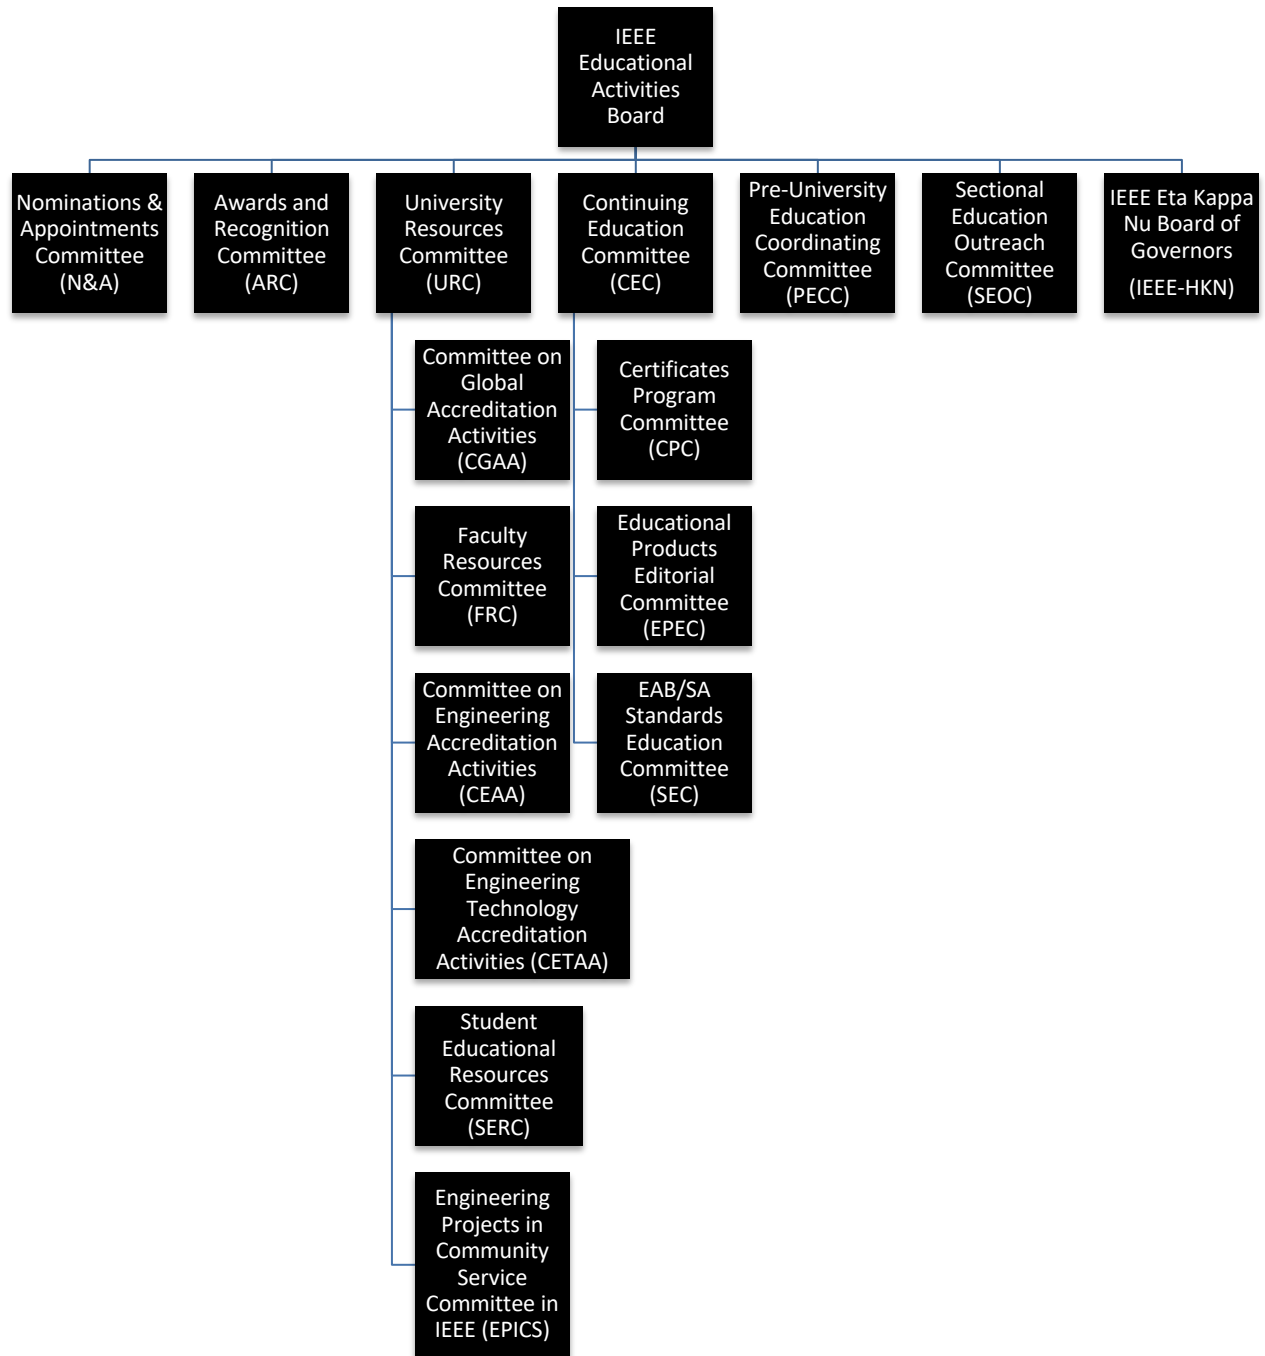 IEEE
Educational
Activities
Board
Nominations &
Appointments
Committee
(N&A)
Awards and
Recognition
Committee
(ARC)
University
Resources
Committee
(URC)
Continuing
Education
Committee
(CEC)
Pre-University
Education
Coordinating
Committee
(PECC)
Sectional
Education
Outreach
Committee
(SEOC)
IEEE Eta Kappa
Nu Board of
Governors
(IEEE-HKN)
Committee on
Global
Accreditation
Activities
(CGAA)
Faculty
Resources
Committee
(FRC)
Committee on
Engineering
Accreditation
Activities
(CEAA)
Committee on
Engineering
Technology
Accreditation
Activities (CETAA)
Student
Educational
Resources
Committee
(SERC)
Engineering
Projects in
Community
Service
Committee in
IEEE (EPICS)
Certificates
Program
Committee
(CPC)
Educational
Products
Editorial
Committee
(EPEC)
EAB/SA
Standards
Education
Committee
(SEC)